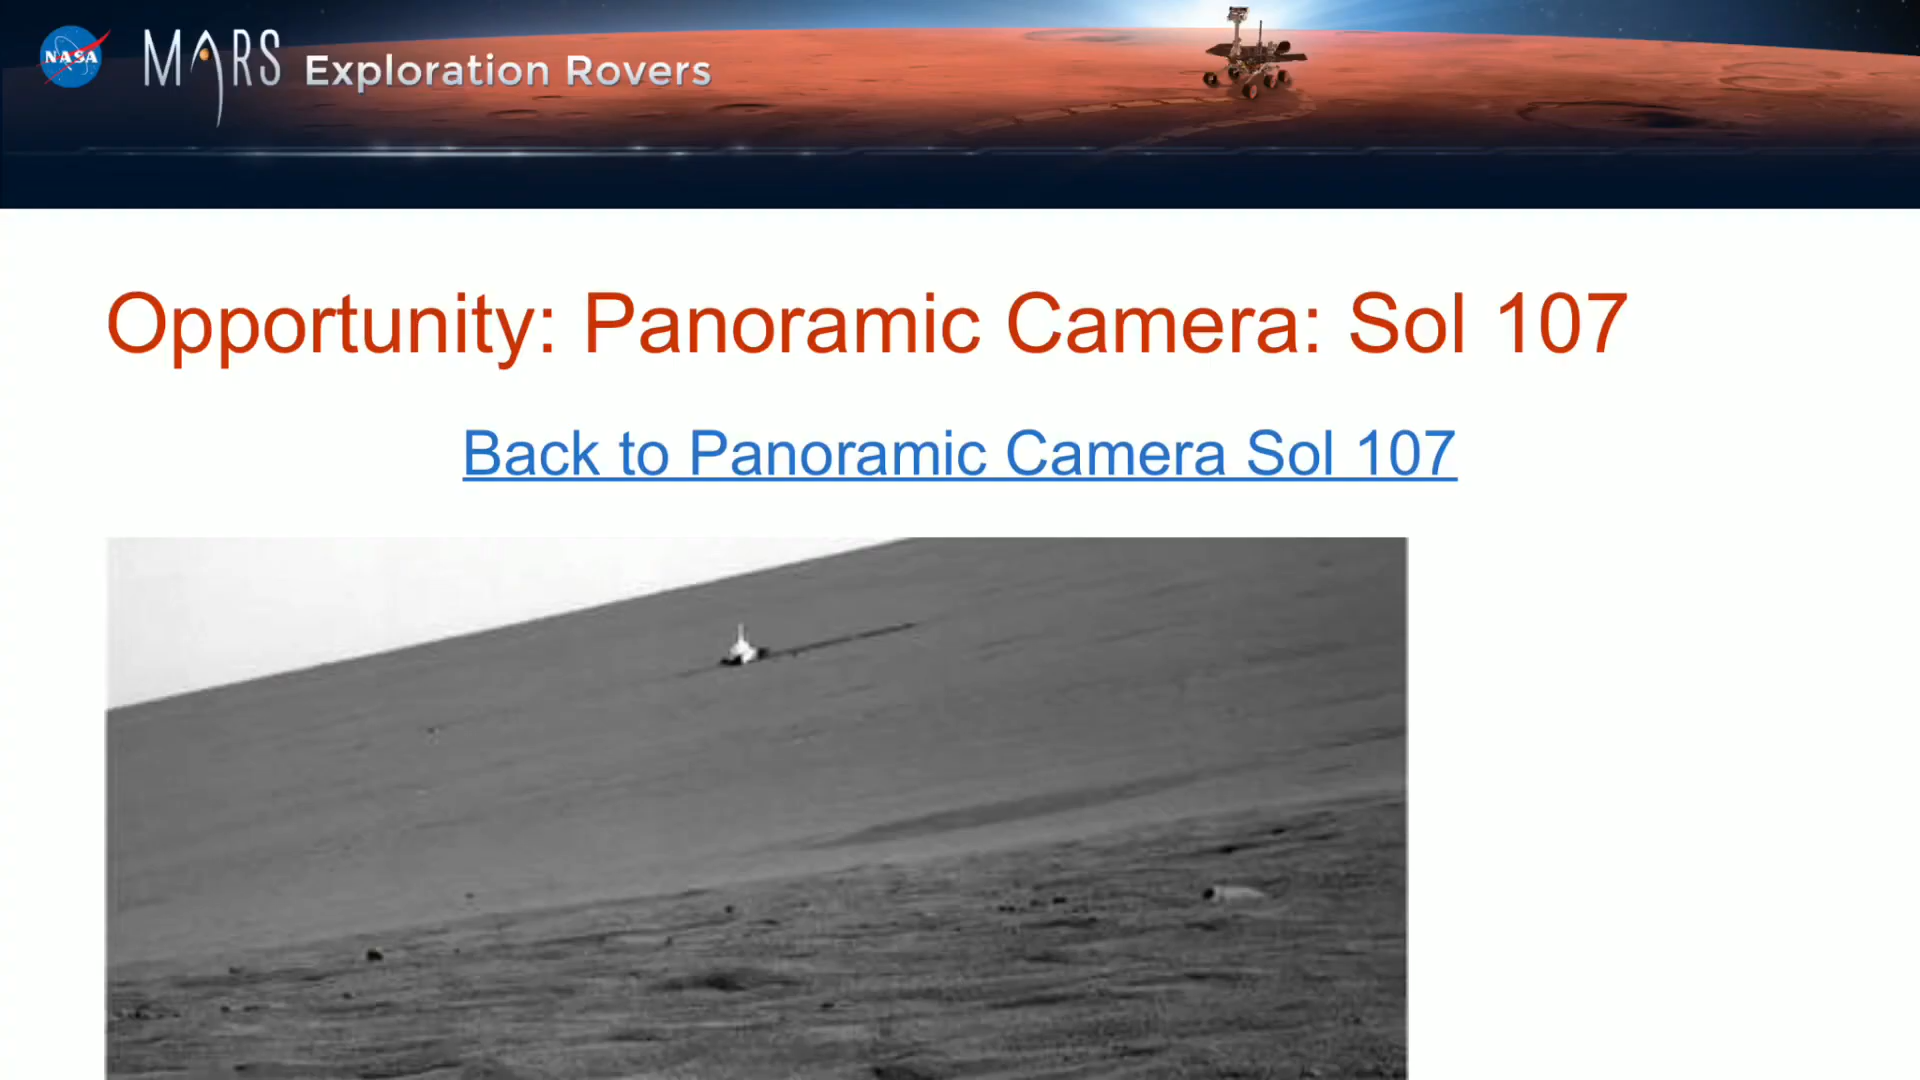 NASA
MARS Exploration Rovers
Opportunity: Panoramic Camera: Sol 107
Back to Panoramic Camera Sol 107